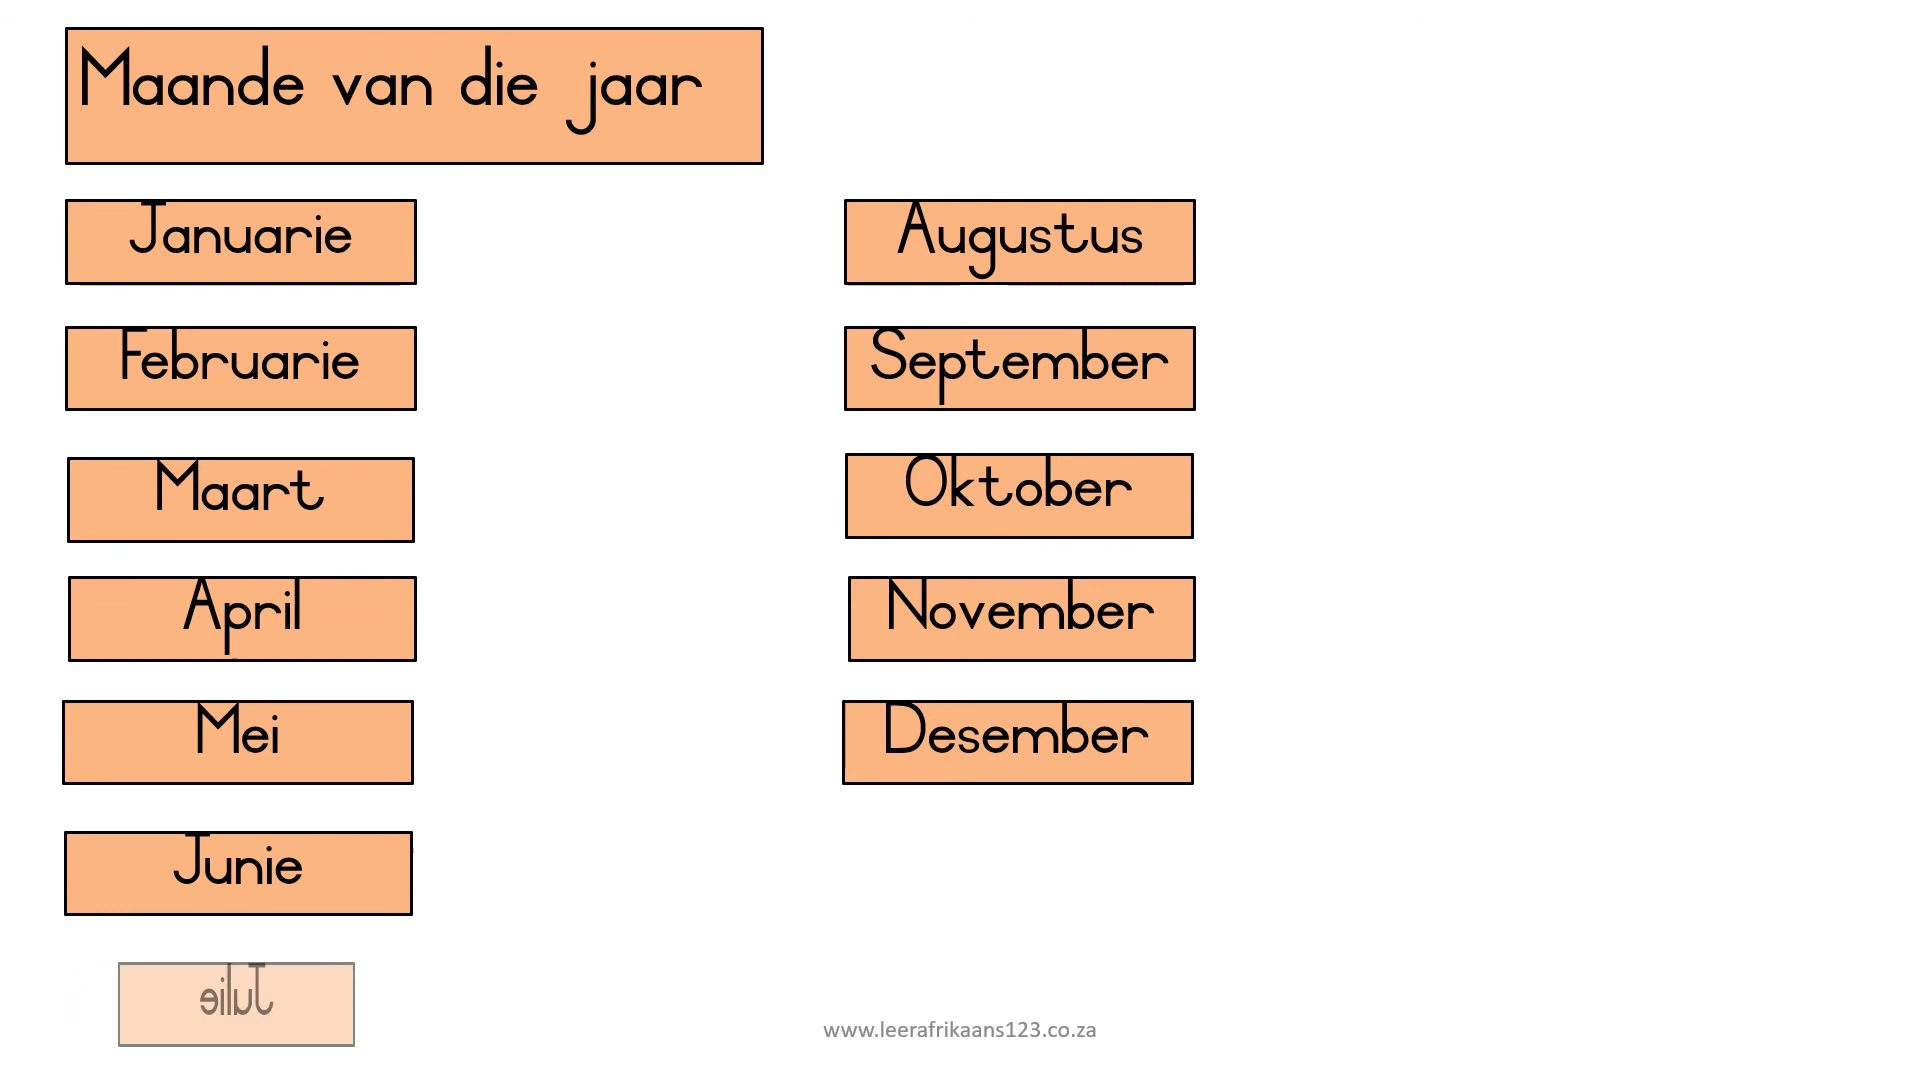 Maande van die jaar
Januarie
Februarie
Maart
April
Mei
Junie
Julie
Augustus
September
Oktober
November
Desember
www.leerafrikaans123.co.za